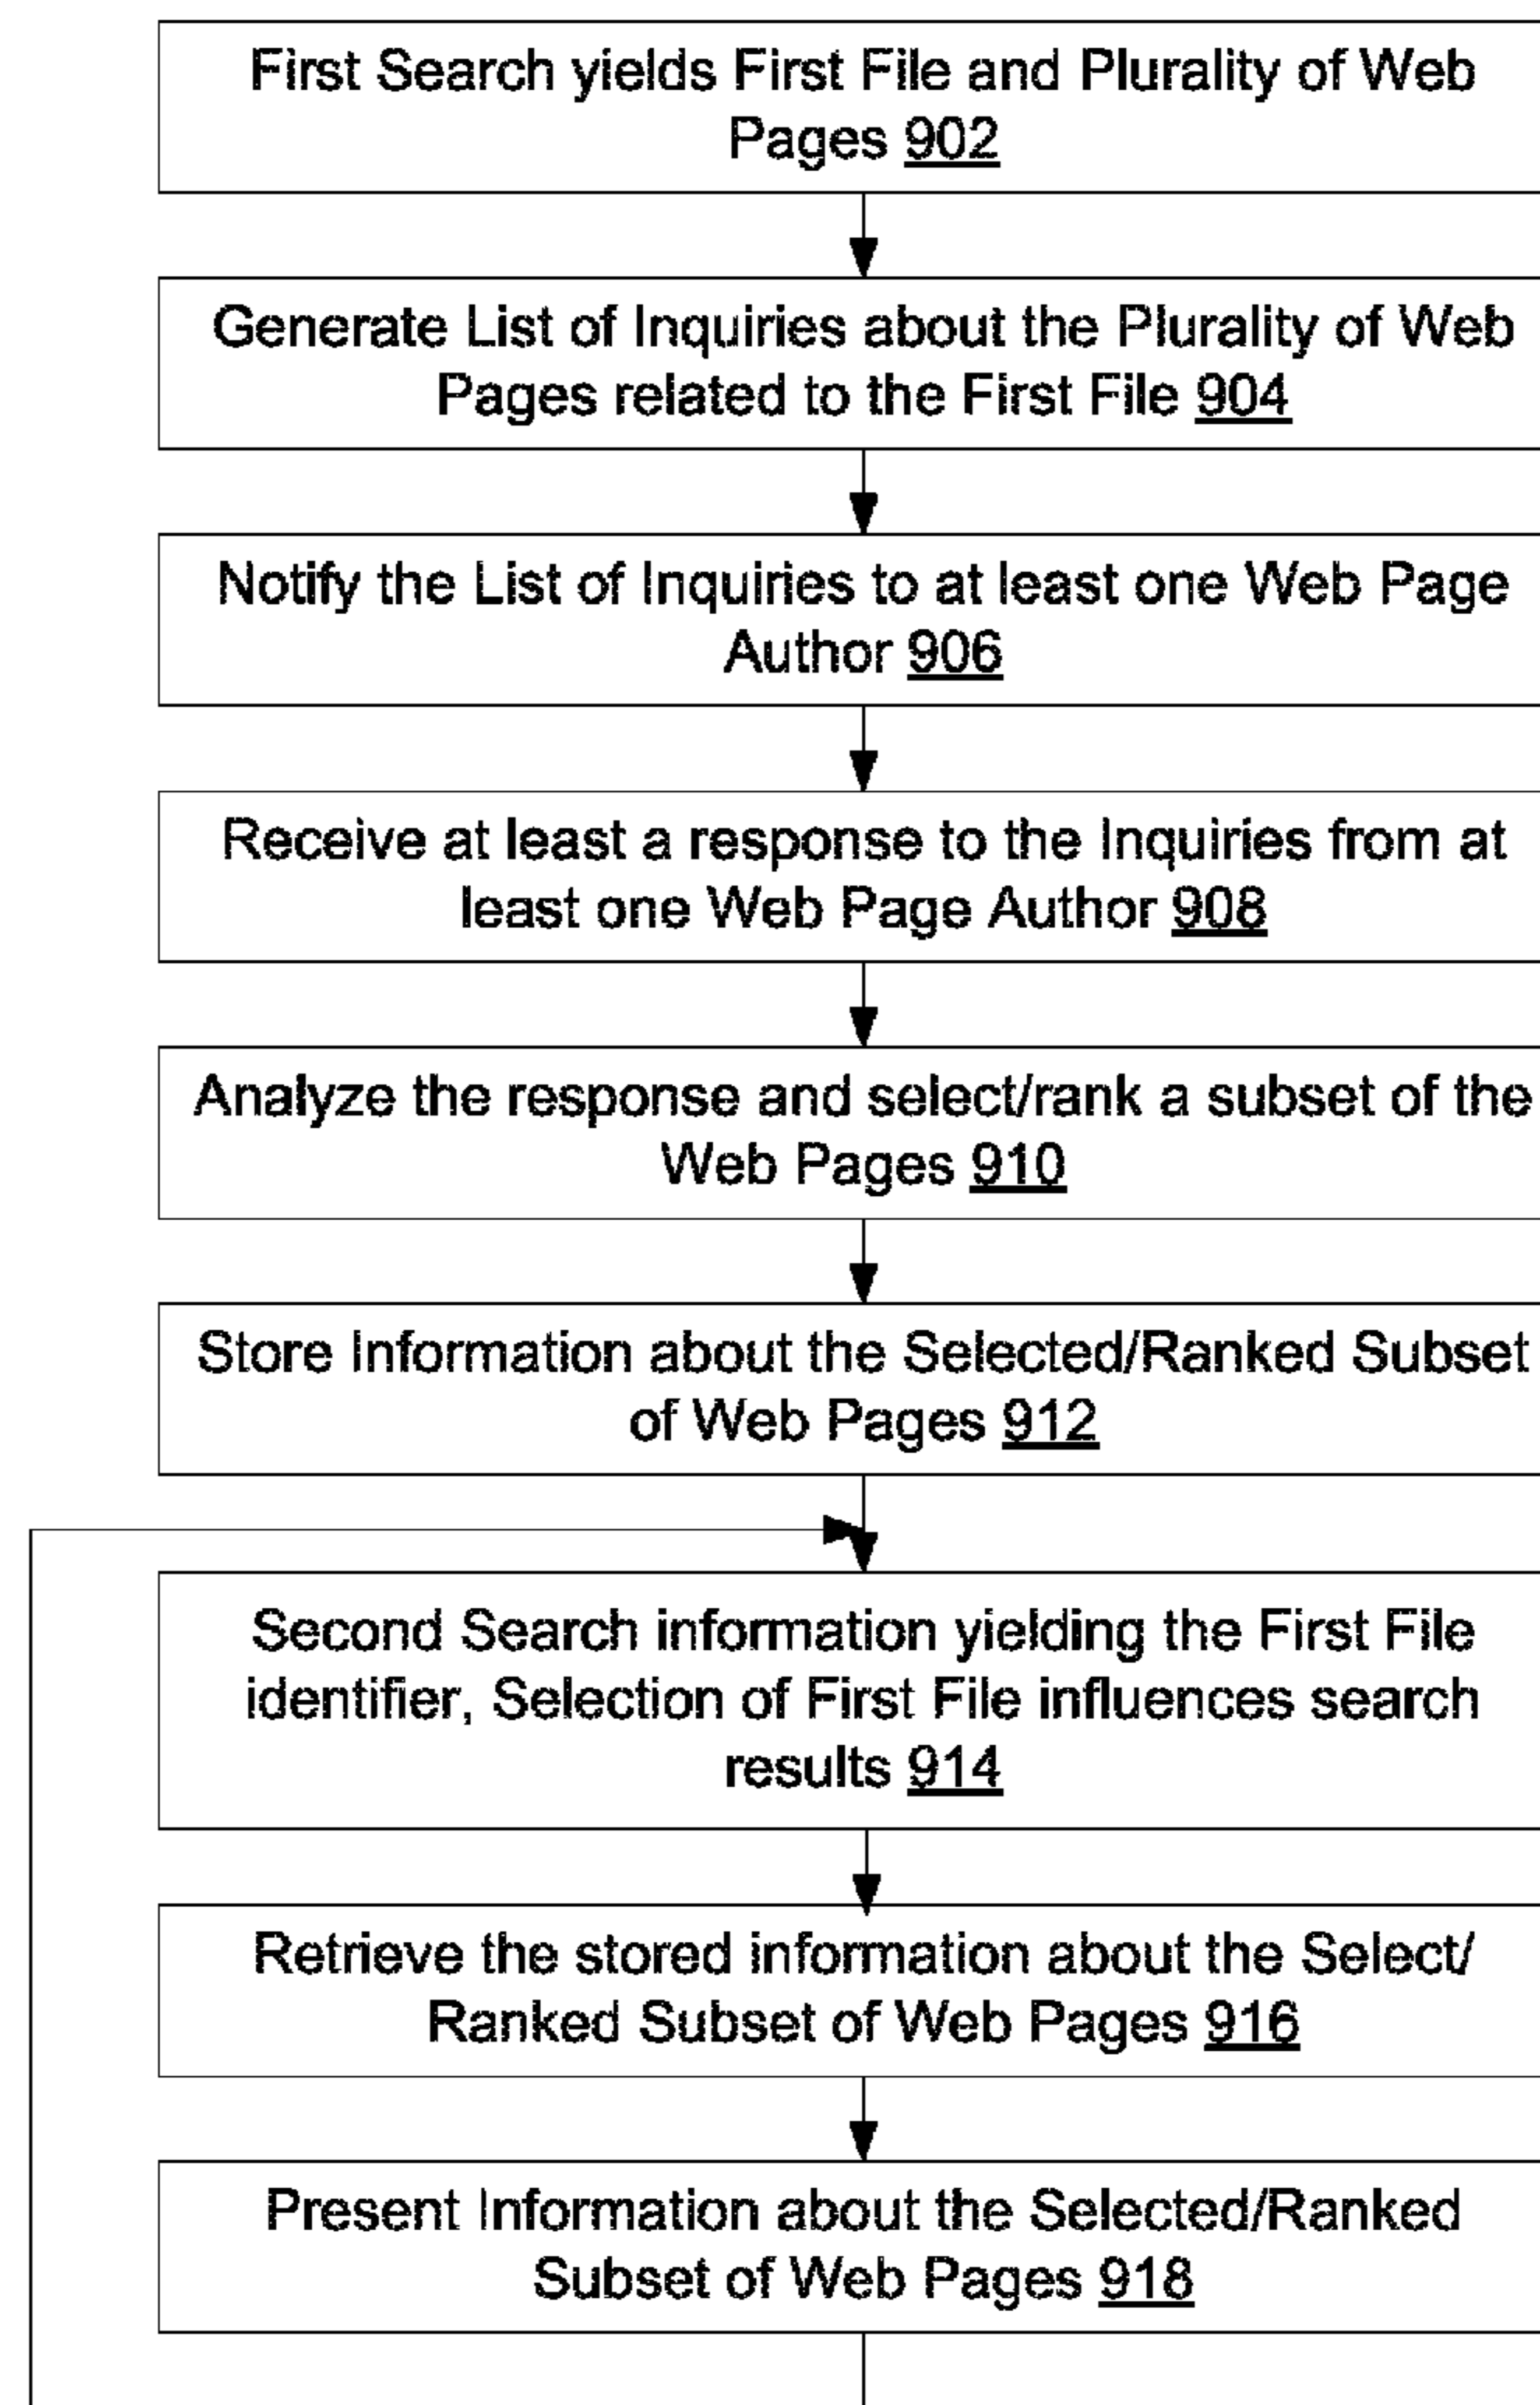 First Search yields First File and Plurality of Web
Pages 902
Generate List of Inquiries about the Plurality of Web
Pages related to the First File 904
Notify the List of Inquiries to at least one Web Page
Author 906
Receive at least a response to the Inquiries from at
least one Web Page Author 908
Analyze the response and select/rank a subset of the
Web Pages 910
Store Information about the Selected/Ranked Subset
of Web Pages 912
Second Search information yielding the First File
identifier, Selection of First File influences search
results 914
Retrieve the stored information about the Select/
Ranked Subset of Web Pages 916
Present Information about the Selected/Ranked
Subset of Web Pages 918